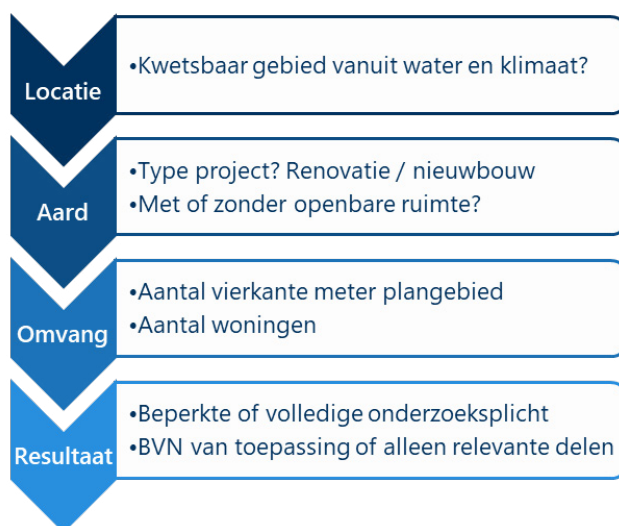 Locatie
•Kwetsbaar gebied vanuit water en klimaat?
Aard
•Type project? Renovatie / nieuwbouw
•Met of zonder openbare ruimte?
Omvang
•Aantal vierkante meter plangebied
•Aantal woningen
Resultaat
•Beperkte of volledige onderzoeksplicht
•BVN van toepassing of alleen relevante delen